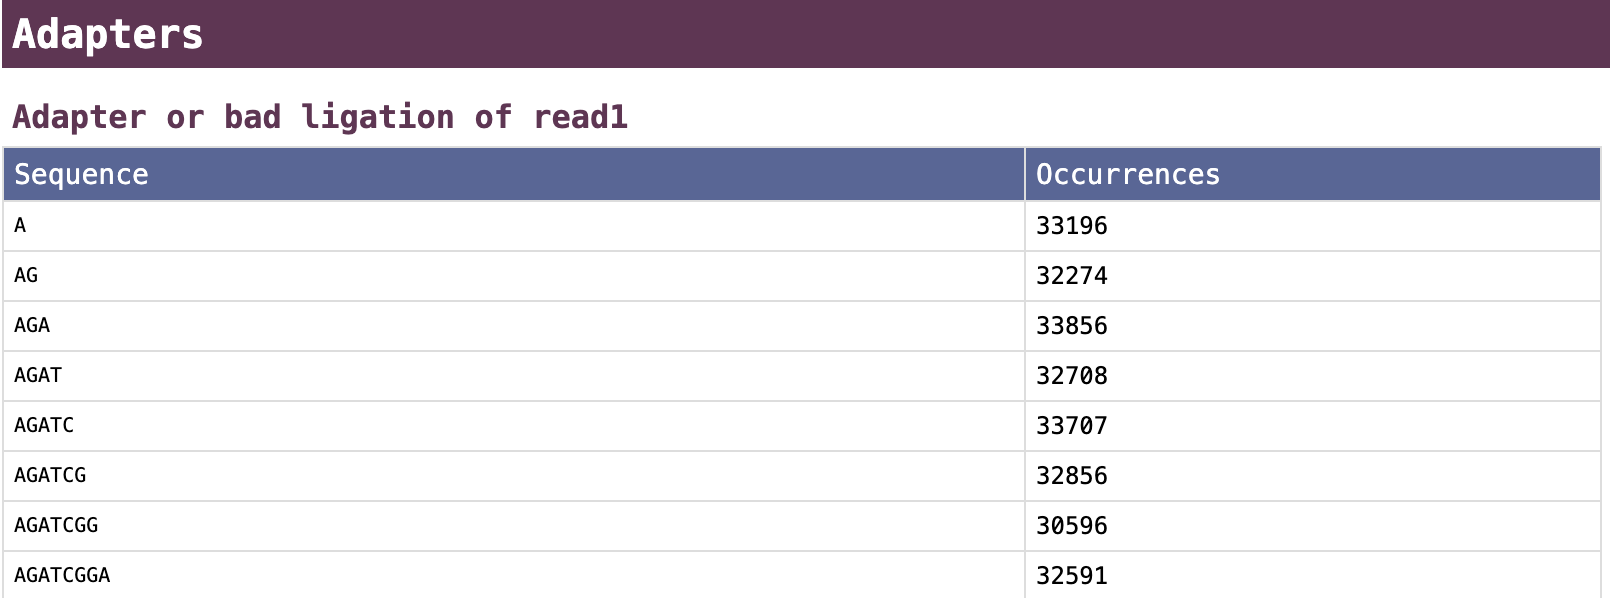 Adapters
Adapter or bad ligation of read1
Sequence Occurrences
A 33196
AG 32274
AGA 33856
AGAT 32708
AGATC 33707
AGATCG 32856
AGATCGG 30596
AGATCGGA 32591